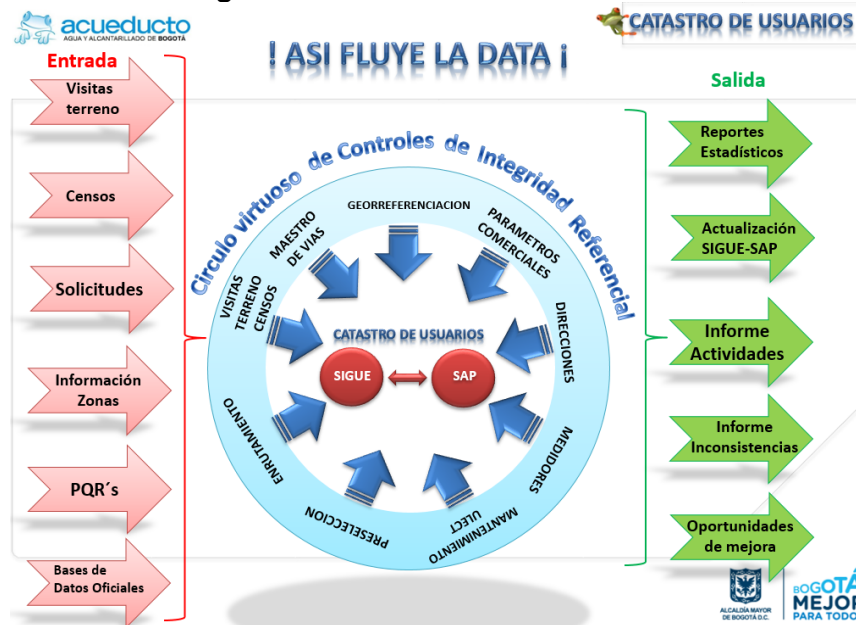 acueducto
AGUA Y ALCANTARILLADO DE BOGOTÁ
CATASTRO DE USUARIOS
! ASI FLUYE LA DATA ¡
Entrada
Visitas
terreno
Censos
Solicitudes
Información
Zonas
PQR´s
Bases de
Datos Oficiales
Circulo virtuoso de Controles de Integridad Referencial
GEORREFERENCIACION
PARAMETROS
COMERCIALES
DIRECCIONES
MEDIDORES
MANTENIMIENTO
ULECT
PRESELECCION
ENRUTAMIENTO
VISITAS
TERRENO
CENSOS
MAESTRO
DE VIAS
CATASTRO DE USUARIOS
SIGUE
SAP
Salida
Reportes
Estadísticos
Actualización
SIGUE-SAP
Informe
Actividades
Informe
Inconsistencias
Oportunidades
de mejora
ALCALDÍA MAYOR
DE BOGOTÁ D.C.
BOGOTÁ
MEJOR
PARA TODOS